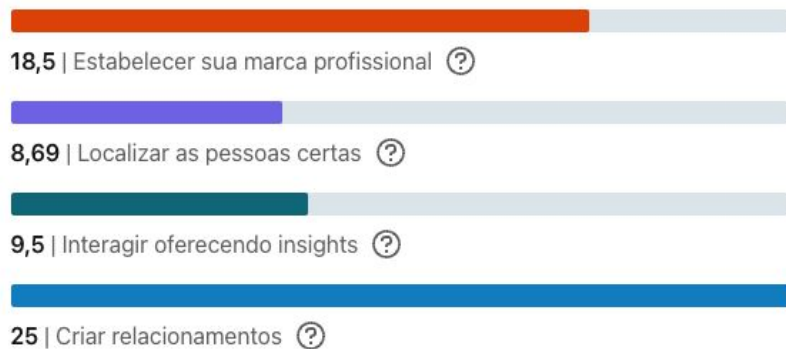 18,5 | Estabelecer sua marca profissional ?
8,69 | Localizar as pessoas certas ?
9,5 | Interagir oferecendo insights ?
25 | Criar relacionamentos ?